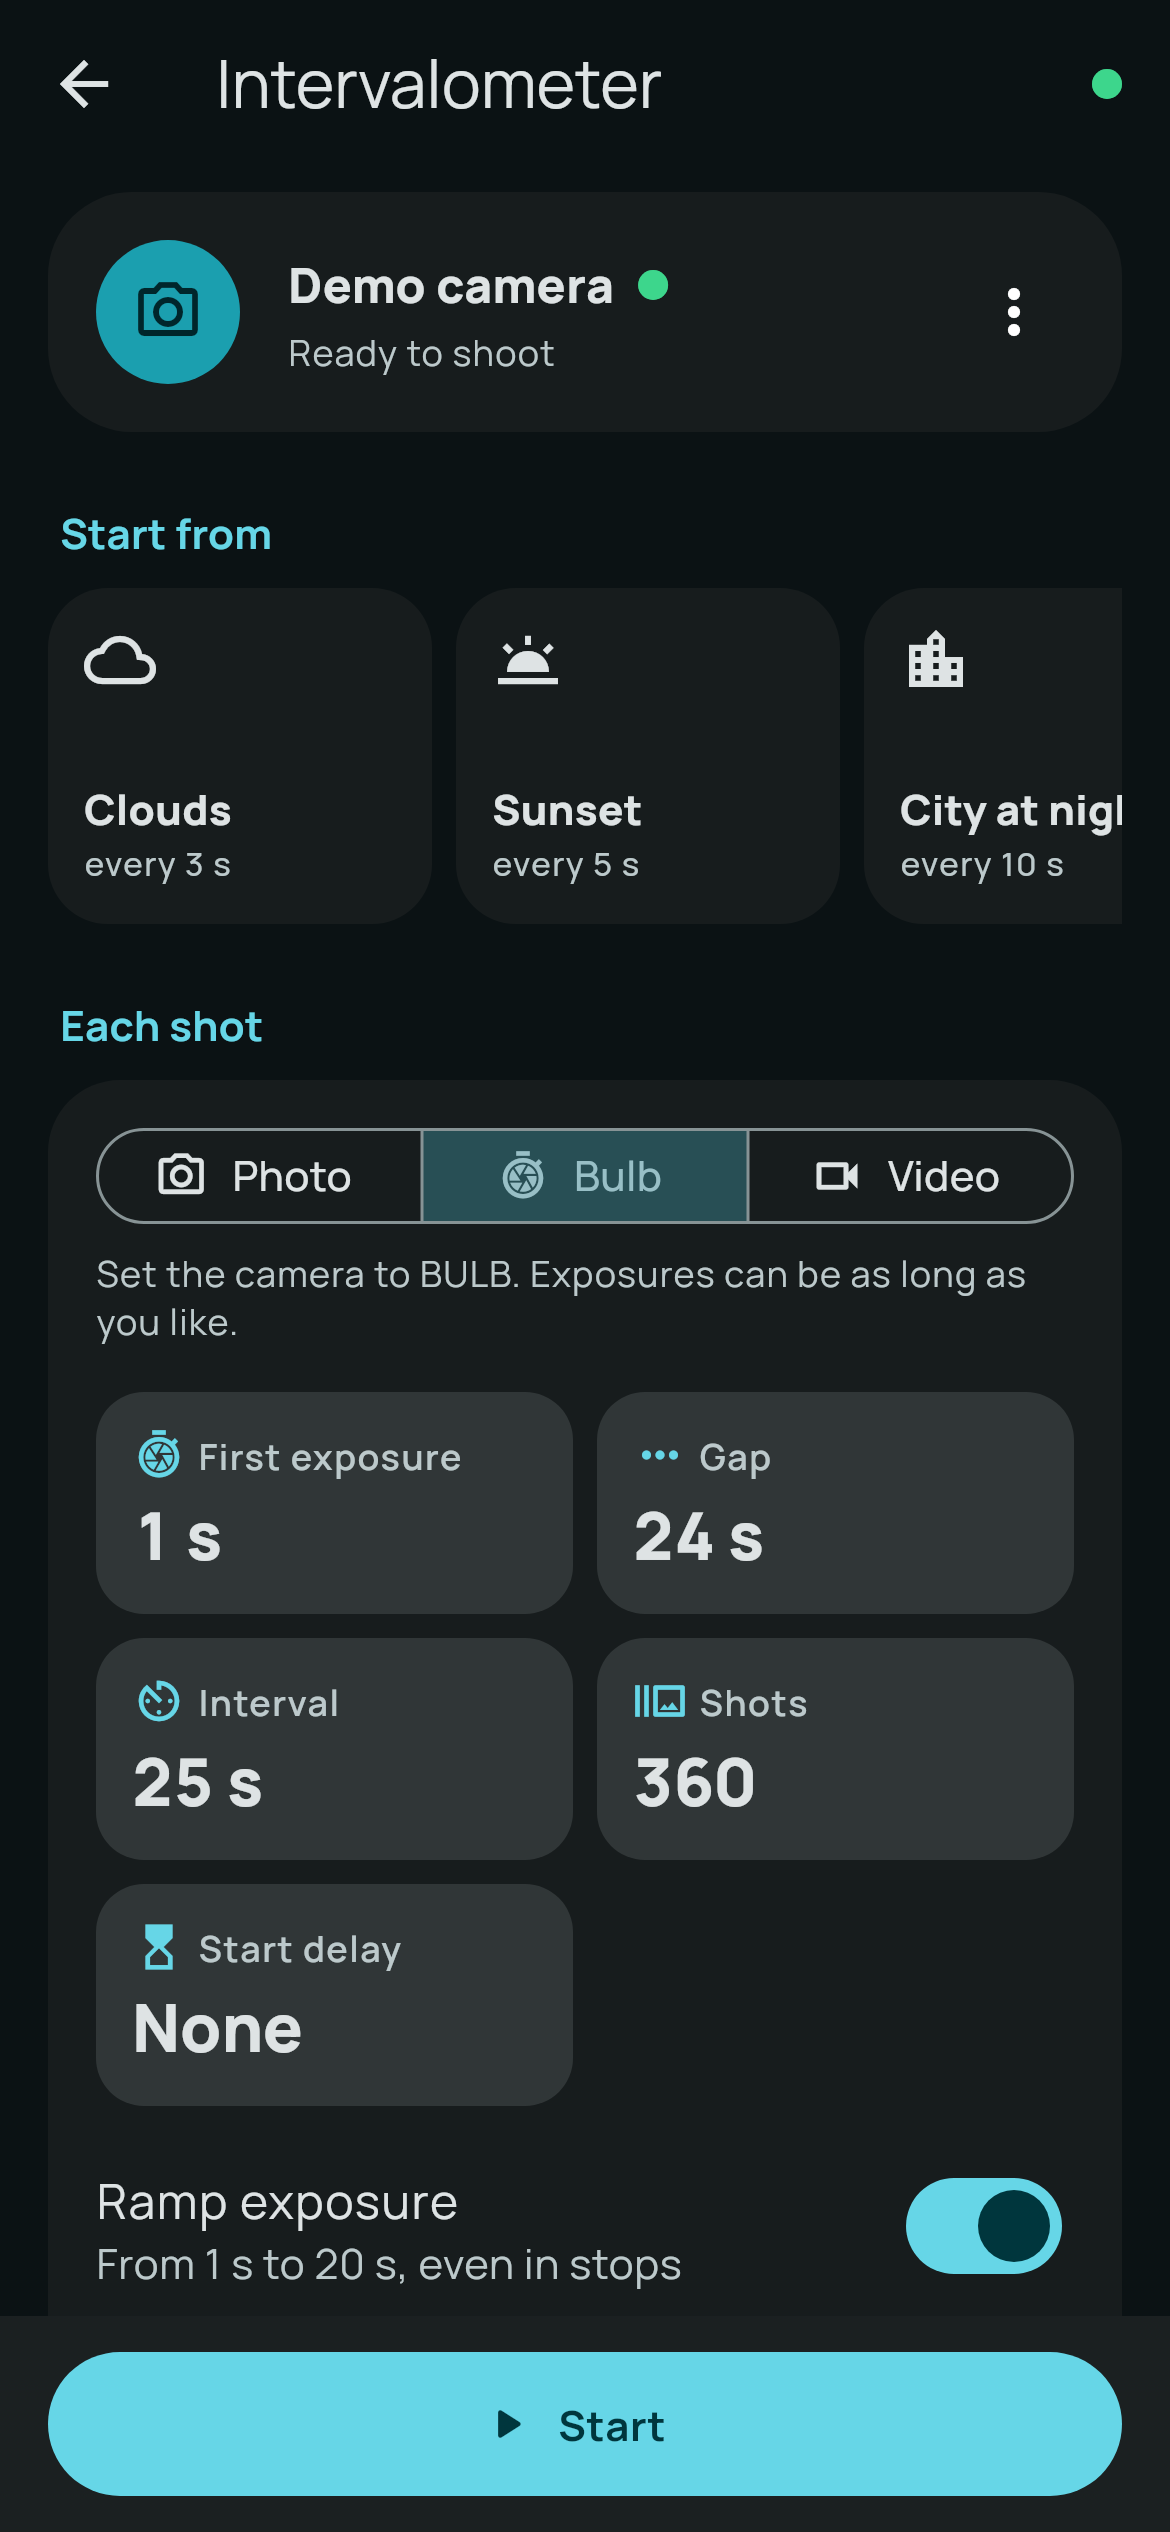 Intervalometer
Demo camera
Ready to shoot
Start from
Clouds
every 3 s
Sunset
every 5 s
City at nigh
every 10 s
Each shot
Photo
Bulb
Video
Set the camera to BULB. Exposures can be as long as
you like.
First exposure
1 s
Gap
24 s
Interval
25 s
Shots
360
Start delay
None
Ramp exposure
From 1 s to 20 s, even in stops
Start